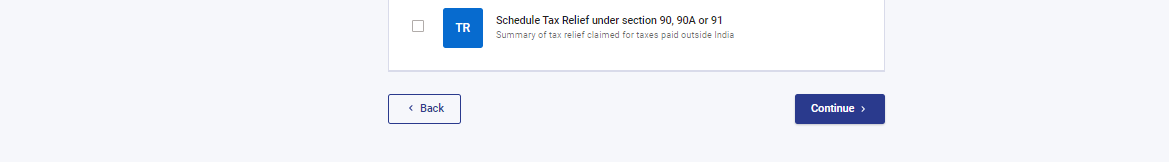 TR
Schedule Tax Relief under section 90, 90A or 91
Summary of tax relief claimed for taxes paid outside India
Back
Continue